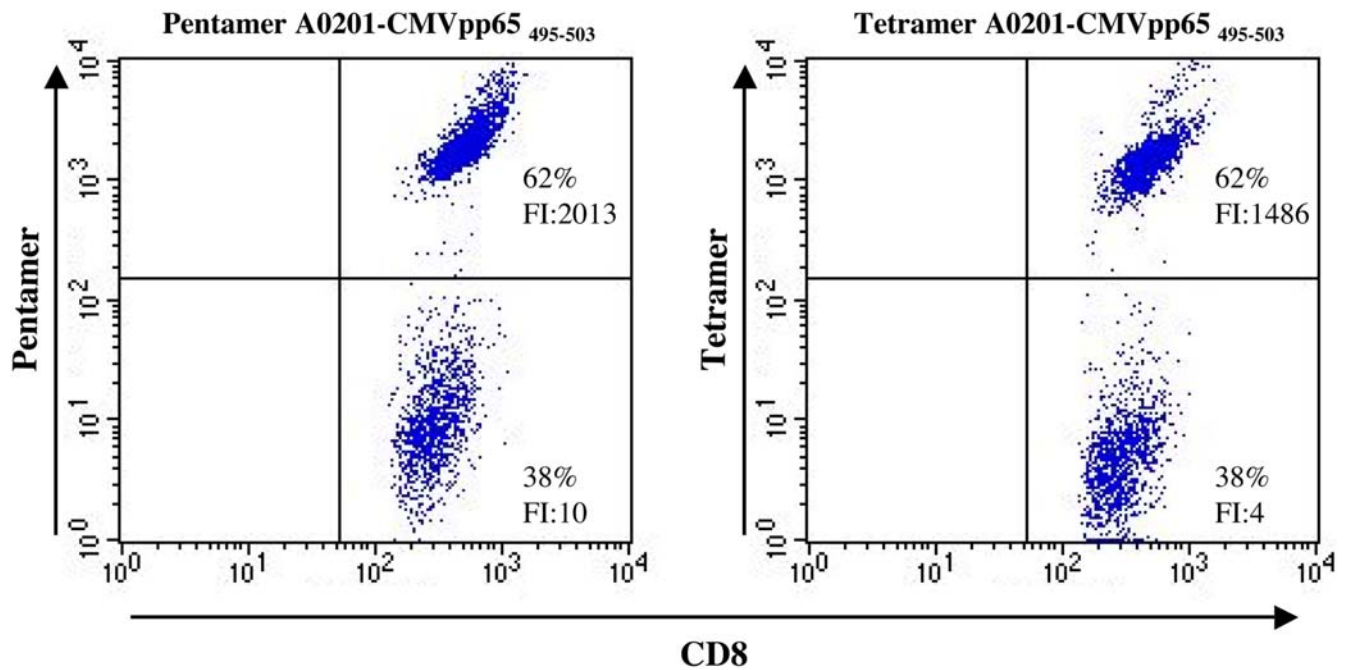 Pentamer A0201-CMVpp65 495-503
Tetramer A0201-CMVpp65 495-503
Pentamer
10^4
10^3
10^2
10^1
10^0
62%
FI:2013
38%
FI:10
10^0 10^1 10^2 10^3 10^4
Tetramer
10^4
10^3
10^2
10^1
10^0
62%
FI:1486
38%
FI:4
10^0 10^1 10^2 10^3 10^4
CD8